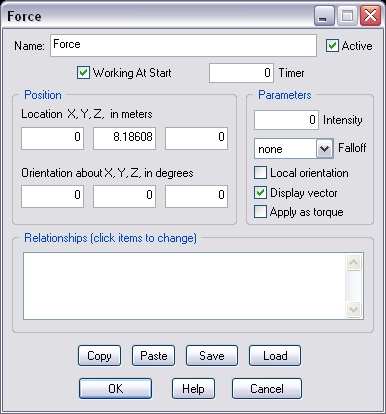 Force
Name: Force Active
Working At Start 0 Timer
Position
Location X, Y, Z, in meters
0 8.18608 0
Orientation about X, Y, Z, in degrees
0 0 0
Parameters
0 Intensity
none Falloff
Local orientation
Display vector
Apply as torque
Relationships (click items to change)
Copy Paste Save Load
OK Help Cancel